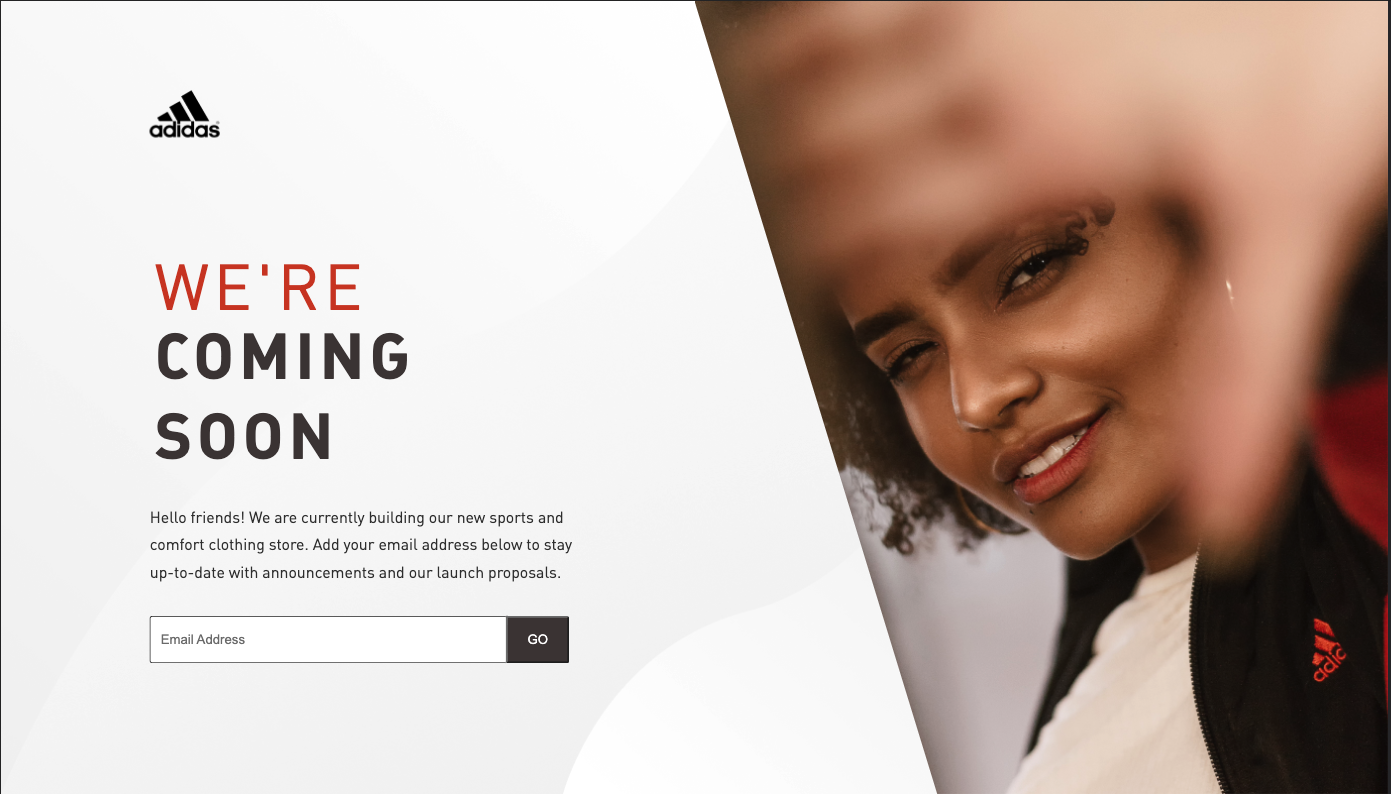 adidas
WE'RE
COMING
SOON
Hello friends! We are currently building our new sports and
comfort clothing store. Add your email address below to stay
up-to-date with announcements and our launch proposals.
Email Address
GO
adid